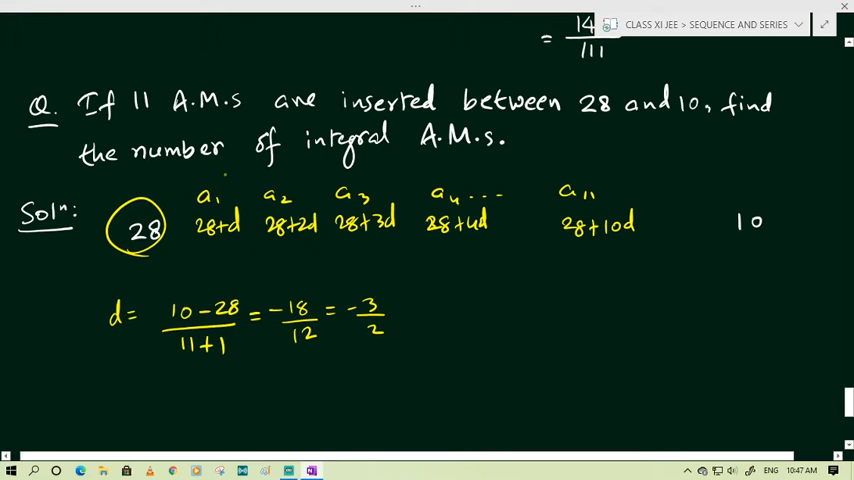 CLASS XI JEE > SEQUENCE AND SERIES
= 14 / 111
Q. If 11 A.M.s are inserted between 28 and 10, find
the number of integral A.M.s.
a₁ a₂ a₃ a₄ ... a₁₁
Solⁿ: 28 28+d 28+2d 28+3d 28+4d 28+10d 10
d = 10-28 / 11+1 = -18 / 12 = -3 / 2
ENG 10:47 AM